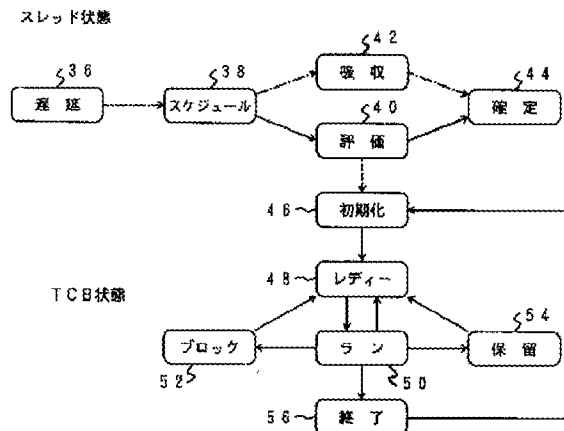 スレッド状態
36
遅延
38
スケジュール
42
吸収
40
評価
44
確定
46
初期化
48
レディー
TCB状態
ブロック
52
ラン
50
54
保留
56
終了